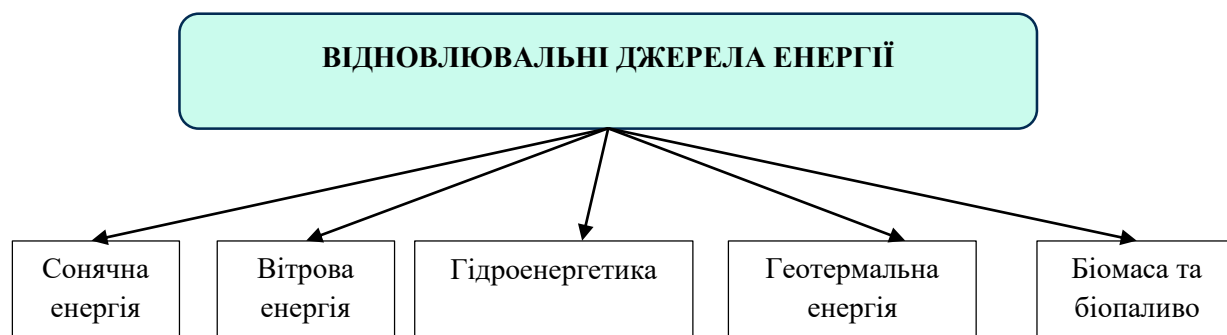 ВІДНОВЛЮВАЛЬНІ ДЖЕРЕЛА ЕНЕРГІЇ
Сонячна
енергія
Вітрова
енергія
Гідроенергетика
Геотермальна
енергія
Біомаса та
біопаливо